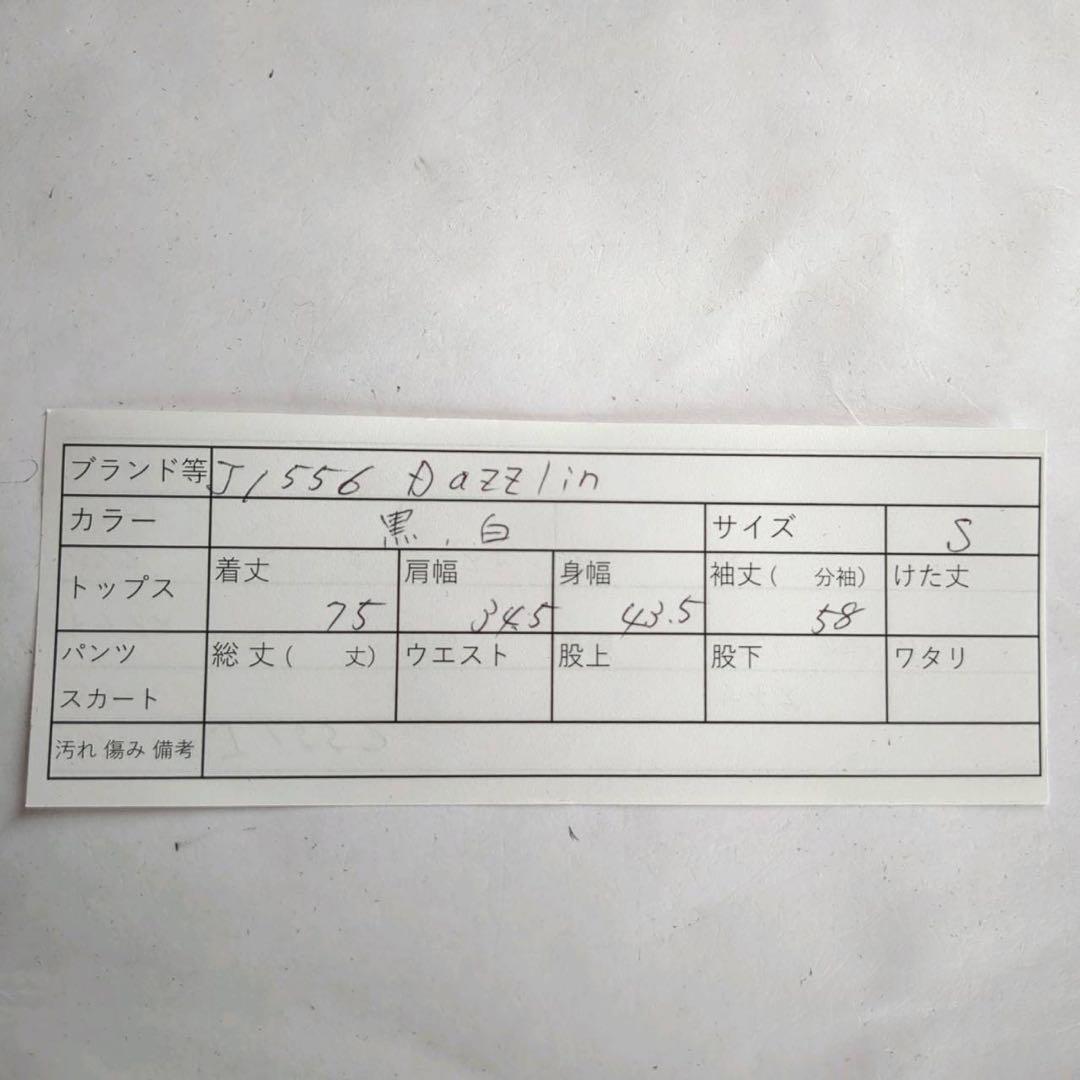 ブランド等 J1556 Dazzlin
カラー 黒、白 サイズ S
トップス 着丈 75 肩幅 34.5 身幅 43.5 袖丈( 分袖) 58 けた丈
パンツ スカート 総丈( 丈) ウエスト 股上 股下 ワタリ
汚れ 傷み 備考